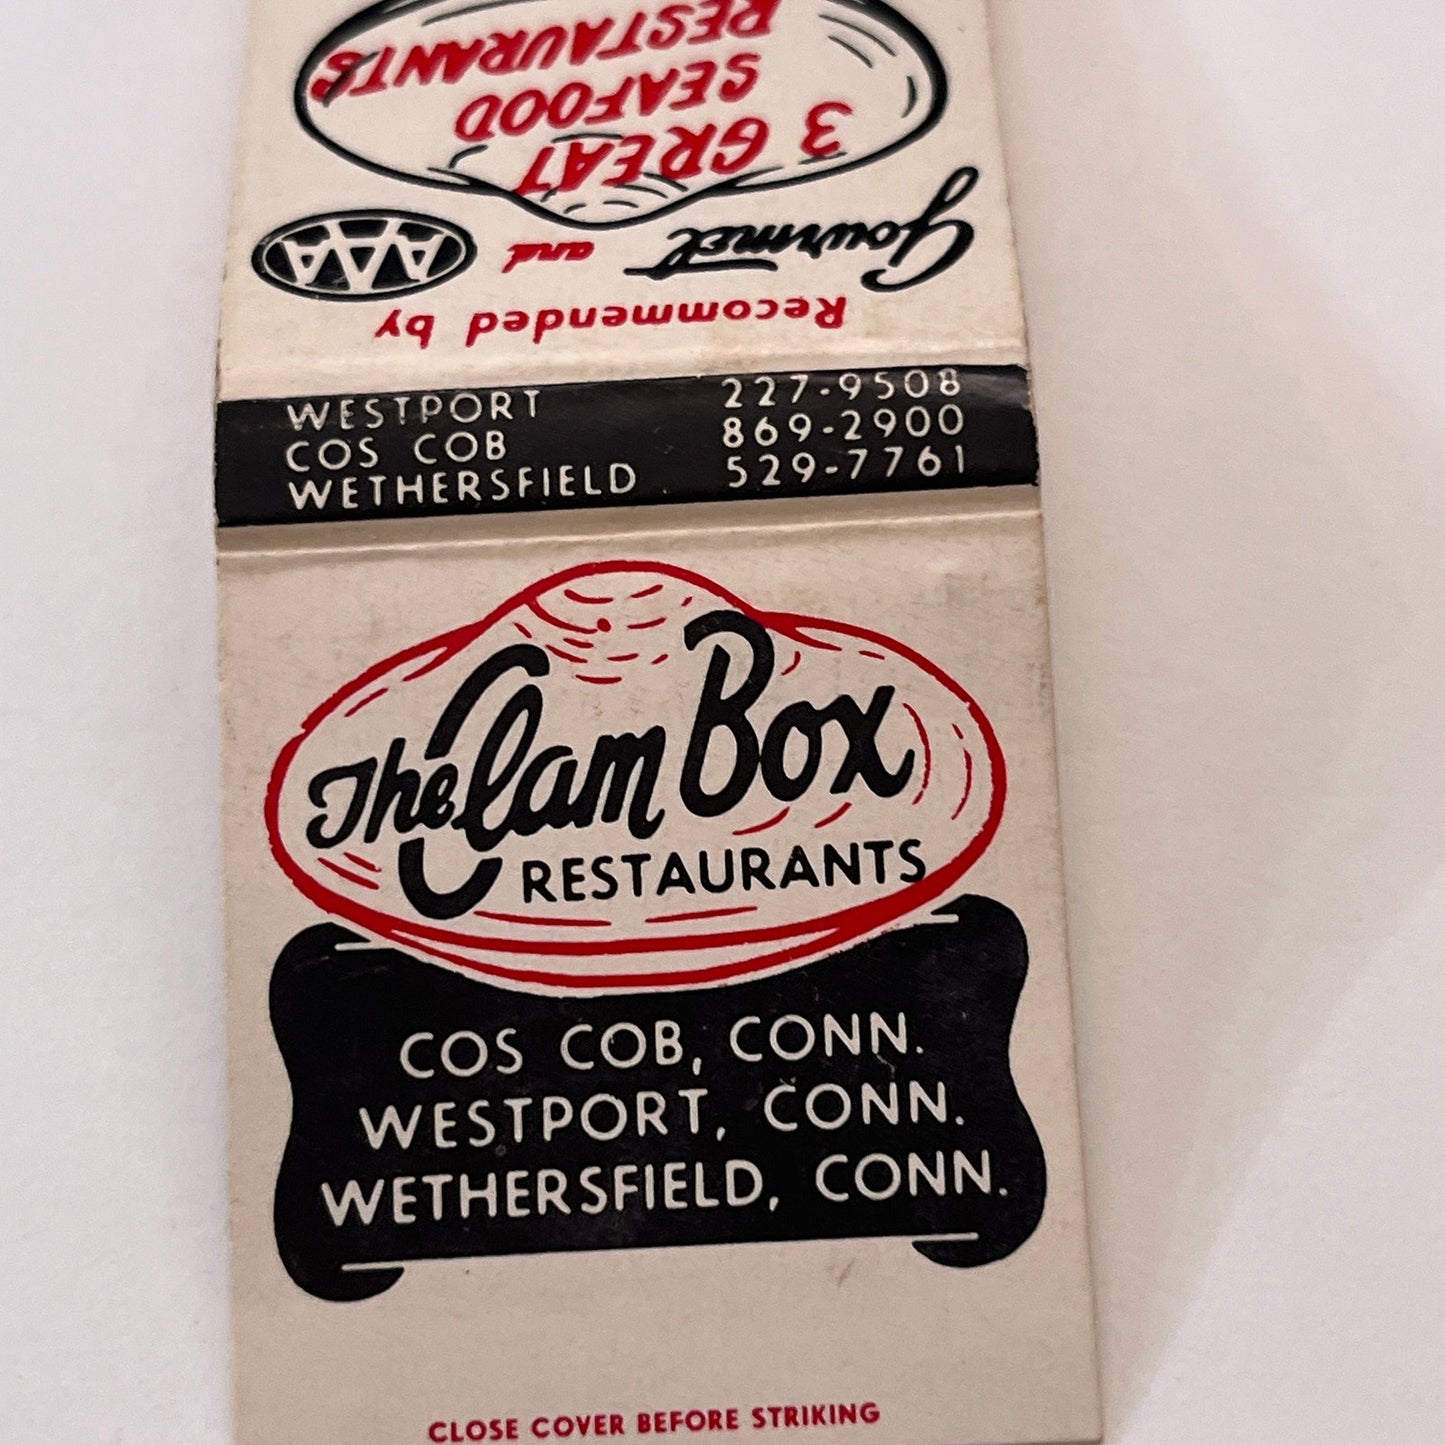 Recommended by
Gourmet and AAA
3 GREAT
SEAFOOD
RESTAURANTS
WESTPORT 227-9508
COS COB 869-2900
WETHERSFIELD 529-7761
The Clam Box
RESTAURANTS
COS COB, CONN.
WESTPORT, CONN.
WETHERSFIELD, CONN.
CLOSE COVER BEFORE STRIKING